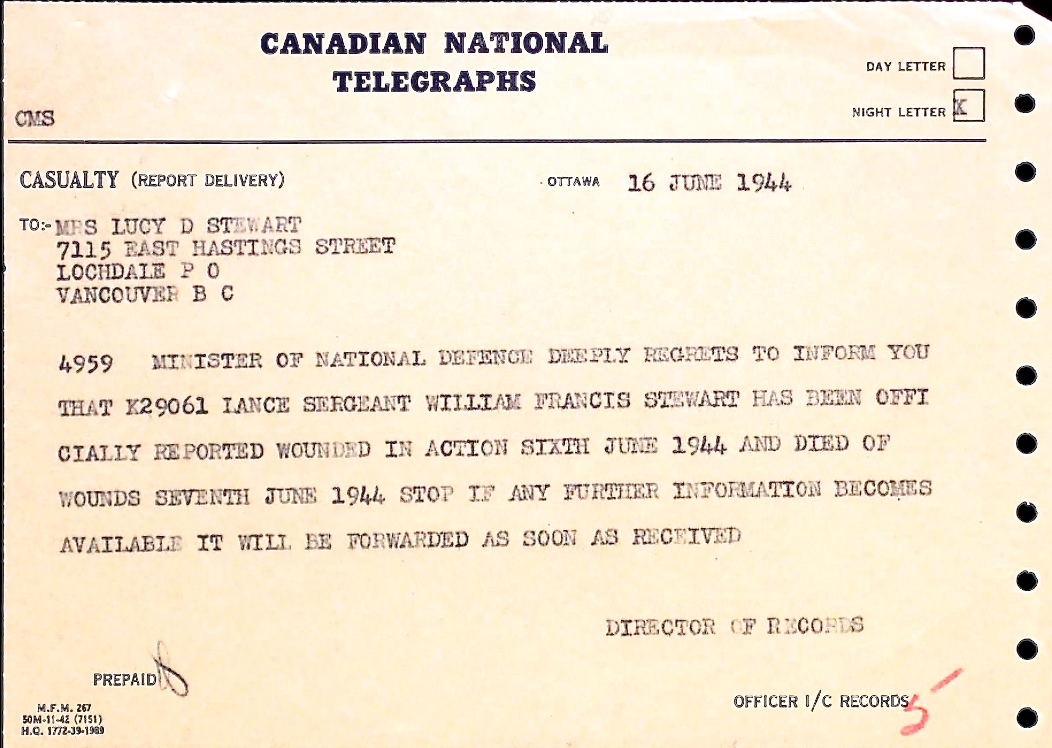 CANADIAN NATIONAL
TELEGRAPHS
DAY LETTER
NIGHT LETTER X
CMS
CASUALTY (REPORT DELIVERY)
OTTAWA 16 JUNE 1944
TO:- MRS LUCY D STEWART
7115 EAST HASTINGS STREET
LOCHDALE P O
VANCOUVER B C
4959 MINISTER OF NATIONAL DEFENCE DEEPLY REGRETS TO INFORM YOU
THAT K29061 LANCE SERGEANT WILLIAM FRANCIS STEWART HAS BEEN OFFI
CIALLY REPORTED WOUNDED IN ACTION SIXTH JUNE 1944 AND DIED OF
WOUNDS SEVENTH JUNE 1944 STOP IF ANY FURTHER INFORMATION BECOMES
AVAILABLE IT WILL BE FORWARDED AS SOON AS RECEIVED
DIRECTOR OF RECORDS
PREPAID
OFFICER I/C RECORDS
5
M.F.M. 267
50M-11-42 (7151)
H.Q. 1772-39-1989